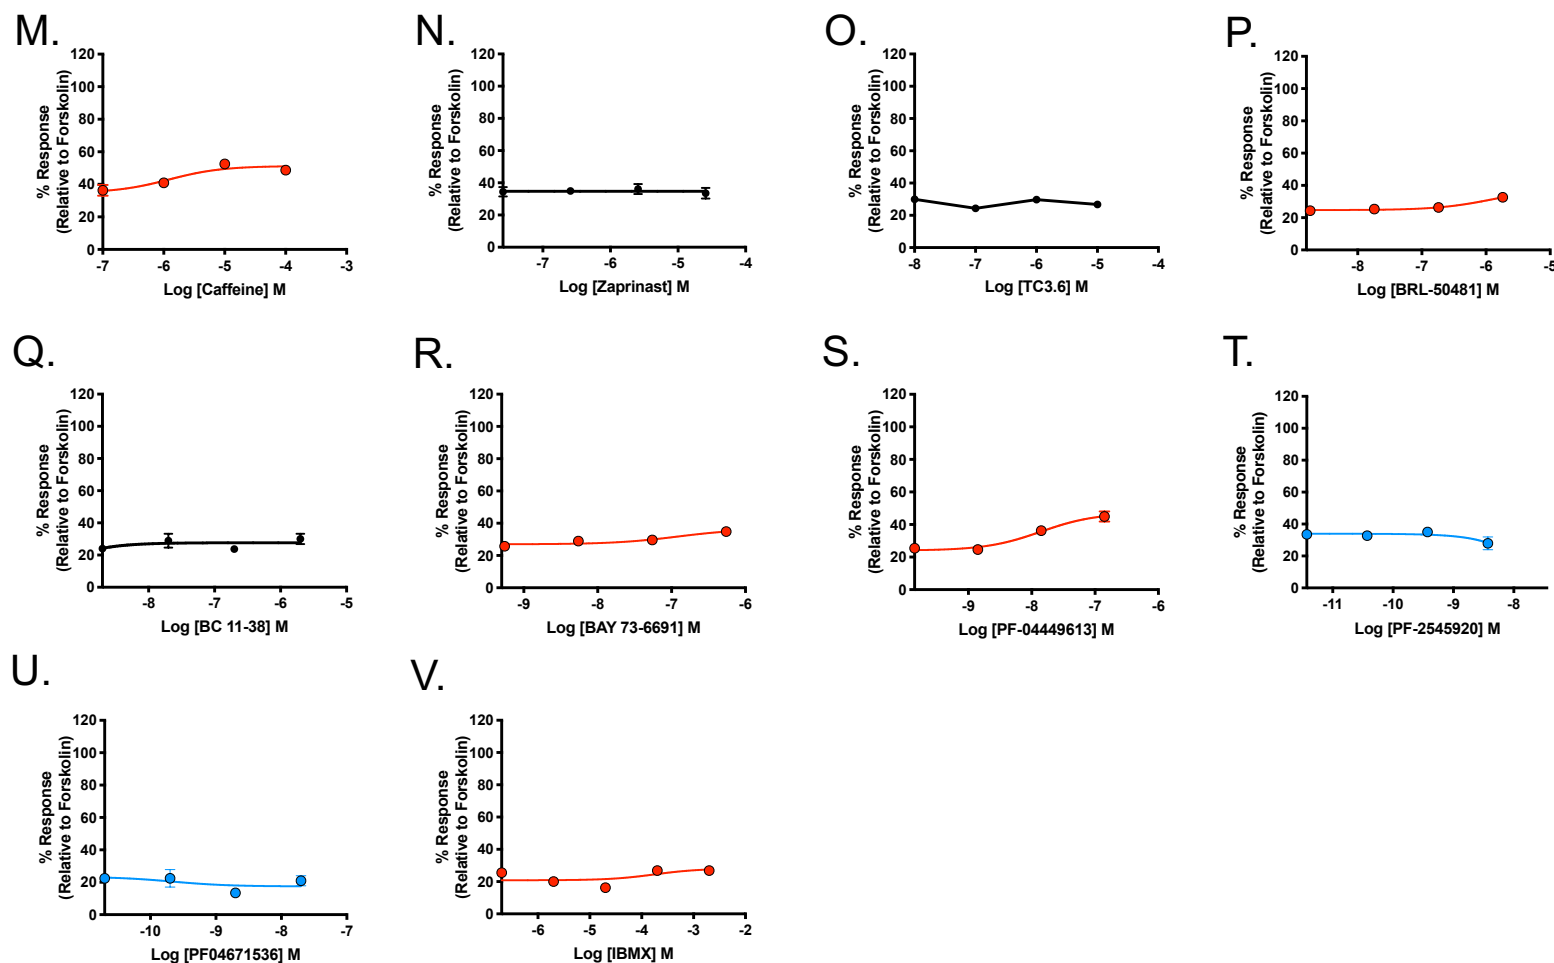 M.
120
100
80
60
40
20
0
% Response
(Relative to Forskolin)
-7 -6 -5 -4 -3
Log [Caffeine] M
N.
120
100
80
60
40
20
0
% Response
(Relative to Forskolin)
-7 -6 -5 -4
Log [Zaprinast] M
O.
120
100
80
60
40
20
0
% Response
(Relative to Forskolin)
-8 -7 -6 -5 -4
Log [TC3.6] M
P.
120
100
80
60
40
20
0
% Response
(Relative to Forskolin)
-8 -7 -6 -5
Log [BRL-50481] M
Q.
120
100
80
60
40
20
0
% Response
(Relative to Forskolin)
-8 -7 -6 -5
Log [BC 11-38] M
R.
120
100
80
60
40
20
0
% Response
(Relative to Forskolin)
-9 -8 -7 -6
Log [BAY 73-6691] M
S.
120
100
80
60
40
20
0
% Response
(Relative to Forskolin)
-9 -8 -7 -6
Log [PF-04449613] M
T.
120
100
80
60
40
20
0
% Response
(Relative to Forskolin)
-11 -10 -9 -8
Log [PF-2545920] M
U.
120
100
80
60
40
20
0
% Response
(Relative to Forskolin)
-10 -9 -8 -7
Log [PF04671536] M
V.
120
100
80
60
40
20
0
% Response
(Relative to Forskolin)
-6 -5 -4 -3 -2
Log [IBMX] M